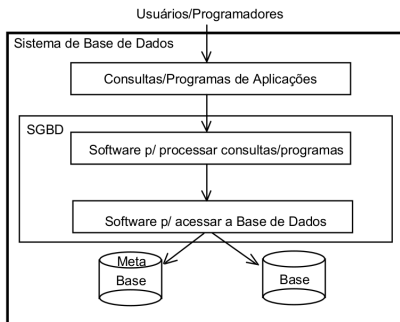 Usuários/Programadores
Sistema de Base de Dados
Consultas/Programas de Aplicações
SGBD
Software p/ processar consultas/programas
Software p/ acessar a Base de Dados
Meta
Base
Base